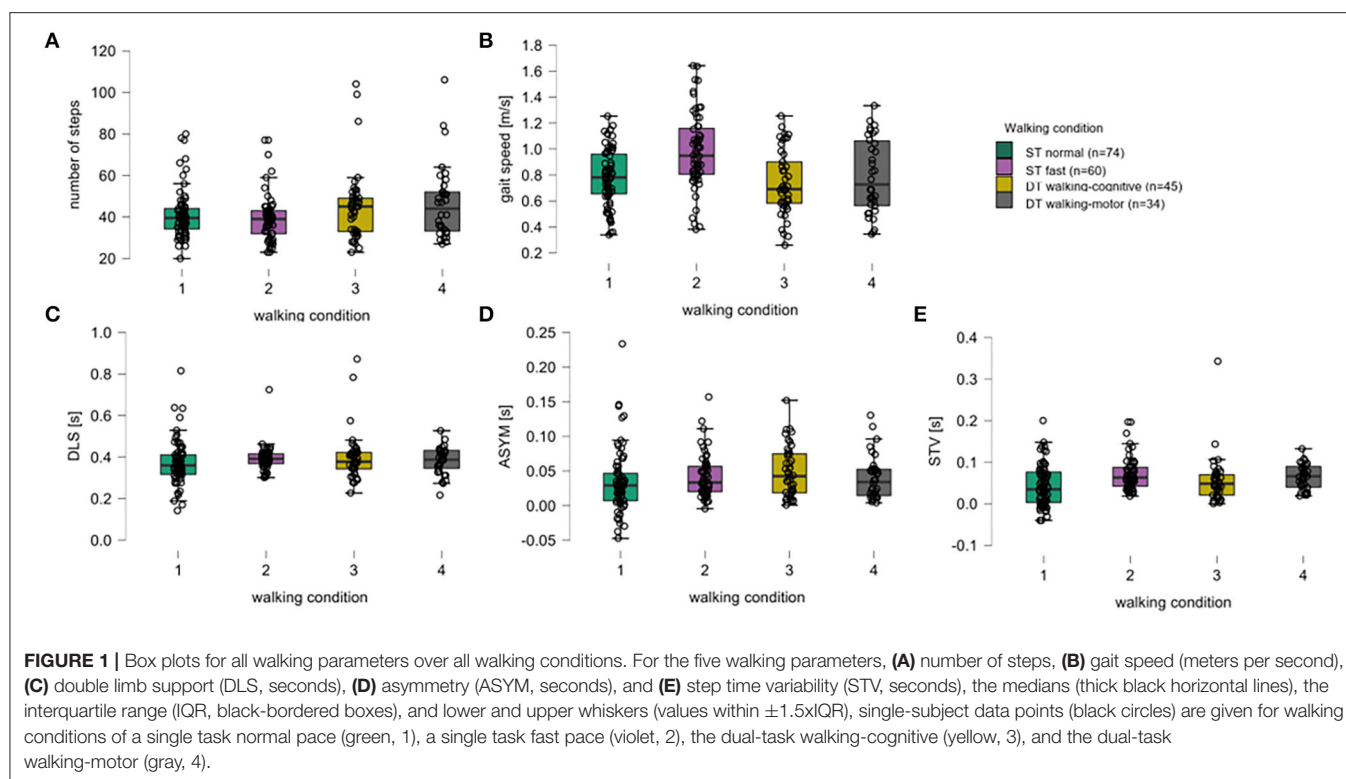 A
120
100
80
60
40
20
number of steps
1
2
3
4
walking condition
B
1.8
1.6
1.4
1.2
1.0
0.8
0.6
0.4
0.2
gait speed [m/s]
1
2
3
4
walking condition
Walking condition
ST normal (n=74)
ST fast (n=60)
DT walking-cognitive (n=45)
DT walking-motor (n=34)
C
1.0
0.8
0.6
0.4
0.2
0.0
DLS [s]
1
2
3
4
walking condition
D
0.25
0.20
0.15
0.10
0.05
0.00
-0.05
ASYM [s]
1
2
3
4
walking condition
E
0.4
0.3
0.2
0.1
0.0
-0.1
STV [s]
1
2
3
4
walking condition
FIGURE 1 | Box plots for all walking parameters over all walking conditions. For the five walking parameters, (A) number of steps, (B) gait speed (meters per second),
(C) double limb support (DLS, seconds), (D) asymmetry (ASYM, seconds), and (E) step time variability (STV, seconds), the medians (thick black horizontal lines), the
interquartile range (IQR, black-bordered boxes), and lower and upper whiskers (values within ±1.5xIQR), single-subject data points (black circles) are given for walking
conditions of a single task normal pace (green, 1), a single task fast pace (violet, 2), the dual-task walking-cognitive (yellow, 3), and the dual-task
walking-motor (gray, 4).